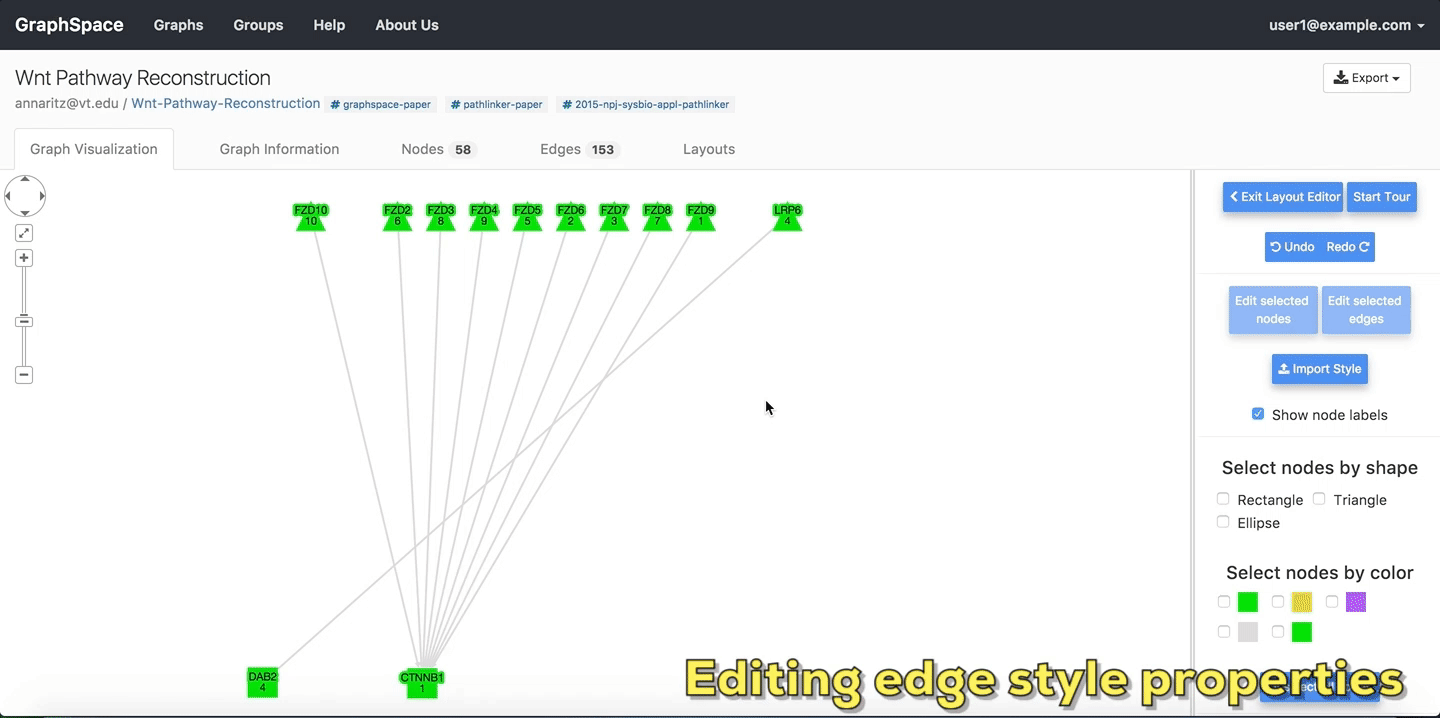 GraphSpace Graphs Groups Help About Us user1@example.com
Wnt Pathway Reconstruction
Export
annaritz@vt.edu / Wnt-Pathway-Reconstruction # graphspace-paper # pathlinker-paper # 2015-npj-sysbio-appl-pathlinker
Graph Visualization Graph Information Nodes 58 Edges 153 Layouts
FZD10 FZD2 FZD3 FZD4 FZD5 FZD6 FZD7 FZD8 FZD9 LRP6
10 6 8 9 5 2 3 7 1 4
Exit Layout Editor Start Tour
Undo Redo
Edit selected nodes
Edit selected edges
Import Style
Show node labels
Select nodes by shape
Rectangle Triangle
Ellipse
Select nodes by color
DAB2 CTNNB1
4 1
Editing edge style properties